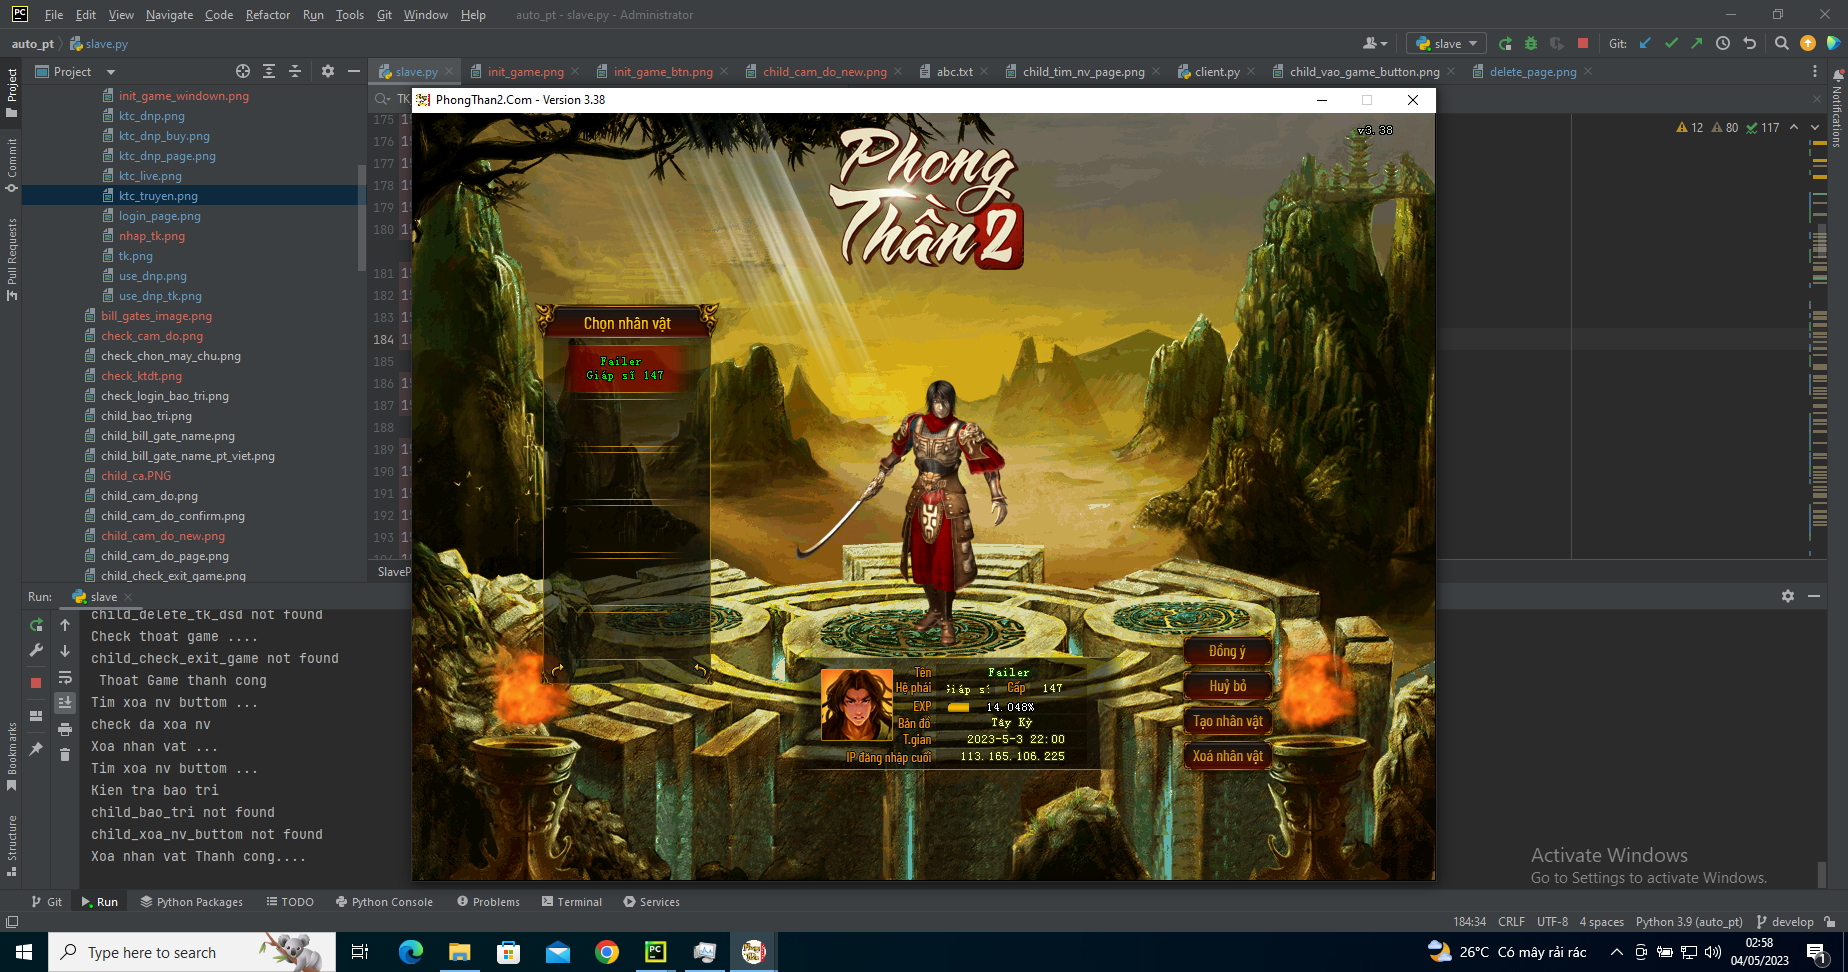 File Edit View Navigate Code Refactor Run Tools Git Window Help auto_pt - slave.py - Administrator
auto_pt slave.py slave Git:
Project slave.py init_game.png init_game_btn.png child_cam_do_new.png abc.txt child_tim_nv_page.png client.py child_vao_game_button.png delete_page.png
Project
Commit
Pull Requests
Bookmarks
Structure
Notifications
init_game_windown.png
ktc_dnp.png
ktc_dnp_buy.png
ktc_dnp_page.png
ktc_live.png
ktc_truyen.png
login_page.png
nhap_tk.png
tk.png
use_dnp.png
use_dnp_tk.png
bill_gates_image.png
check_cam_do.png
check_chon_may_chu.png
check_ktdt.png
check_login_bao_tri.png
child_bao_tri.png
child_bill_gate_name.png
child_bill_gate_name_pt_viet.png
child_ca.PNG
child_cam_do.png
child_cam_do_confirm.png
child_cam_do_new.png
child_cam_do_page.png
child_check_exit_game.png
TK
12 80 117
175
176
177
178
179
180
181
182
183
184
185
186
187
188
189
190
191
192
193
SlaveP
PhongThan2.Com - Version 3.38
v3.38
Phong
Thần 2
Chọn nhân vật
Failer
Giáp sĩ 147
Tên Failer
Hệ phái Giáp s Cấp 147
EXP 14.048%
Bản đồ Tây Kỳ
T.gian 2023-5-3 22:00
IP đăng nhập cuối 113.165.106.225
Đồng ý
Huỷ bỏ
Tạo nhân vật
Xoá nhân vật
Run: slave
child_delete_tk_dsd not found
Check thoat game ....
child_check_exit_game not found
Thoat Game thanh cong
Tim xoa nv buttom ...
check da xoa nv
Xoa nhan vat ...
Tim xoa nv buttom ...
Kien tra bao tri
child_bao_tri not found
child_xoa_nv_buttom not found
Xoa nhan vat Thanh cong....
Activate Windows
Go to Settings to activate Windows.
Git Run Python Packages TODO Python Console Problems Terminal Services
184:34 CRLF UTF-8 4 spaces Python 3.9 (auto_pt) develop
Type here to search 26°C Có mây rải rác 02:58
04/05/2023 1